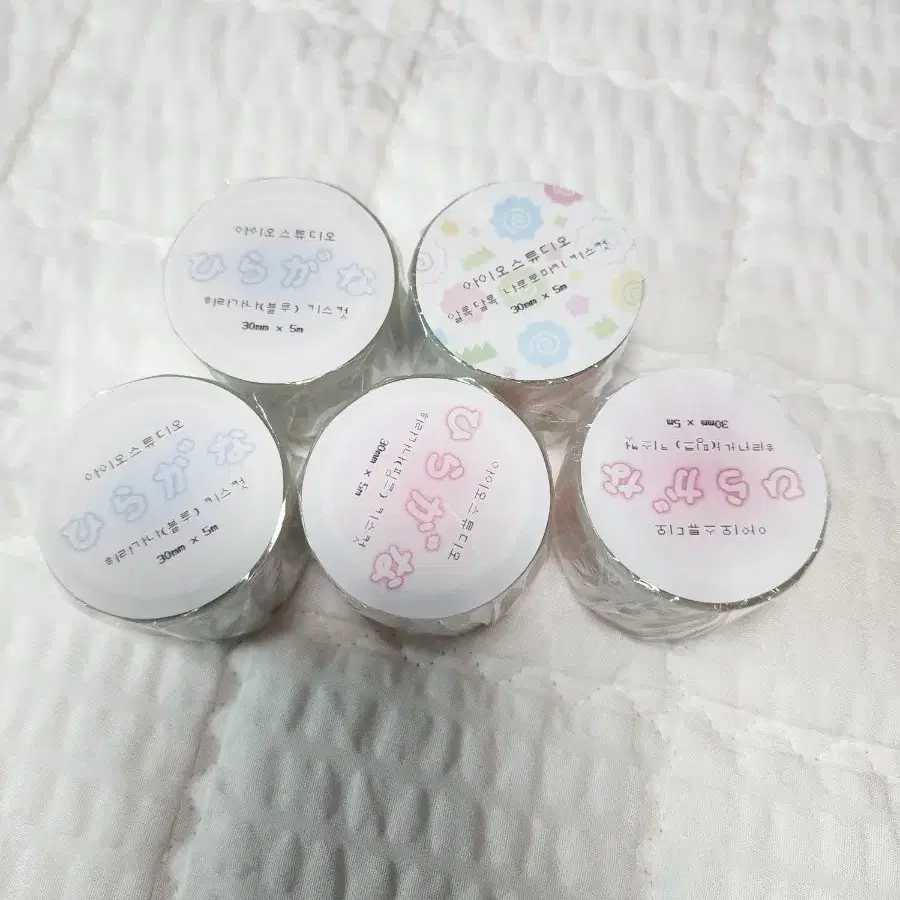 아이오스튜디오
ひらがな
히라가나(블루) 키스컷
30mm x 5m
아이오스튜디오
알록달록 나루토마키 키스컷
30mm x 5m
아이오스튜디오
ひらがな
히라가나(블루) 키스컷
30mm x 5m
아이오스튜디오
ひらがな
히라가나(핑크) 키스컷
30mm x 5m
아이오스튜디오
ひらがな
히라가나(핑크) 키스컷
30mm x 5m